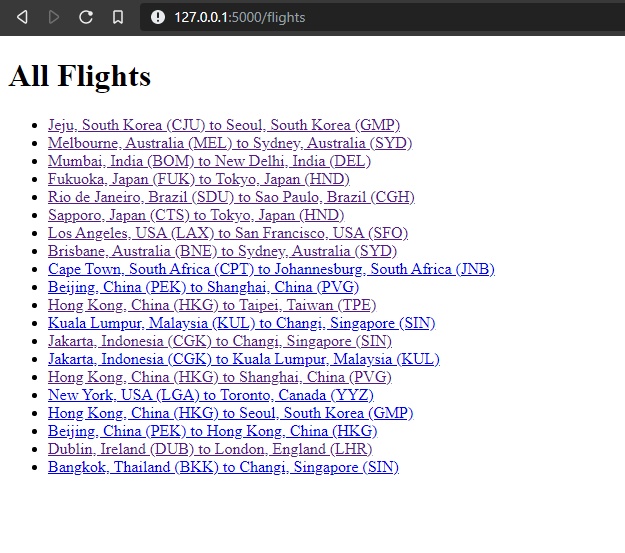 127.0.0.1:5000/flights
All Flights
Jeju, South Korea (CJU) to Seoul, South Korea (GMP)
Melbourne, Australia (MEL) to Sydney, Australia (SYD)
Mumbai, India (BOM) to New Delhi, India (DEL)
Fukuoka, Japan (FUK) to Tokyo, Japan (HND)
Rio de Janeiro, Brazil (SDU) to Sao Paulo, Brazil (CGH)
Sapporo, Japan (CTS) to Tokyo, Japan (HND)
Los Angeles, USA (LAX) to San Francisco, USA (SFO)
Brisbane, Australia (BNE) to Sydney, Australia (SYD)
Cape Town, South Africa (CPT) to Johannesburg, South Africa (JNB)
Beijing, China (PEK) to Shanghai, China (PVG)
Hong Kong, China (HKG) to Taipei, Taiwan (TPE)
Kuala Lumpur, Malaysia (KUL) to Changi, Singapore (SIN)
Jakarta, Indonesia (CGK) to Changi, Singapore (SIN)
Jakarta, Indonesia (CGK) to Kuala Lumpur, Malaysia (KUL)
Hong Kong, China (HKG) to Shanghai, China (PVG)
New York, USA (LGA) to Toronto, Canada (YYZ)
Hong Kong, China (HKG) to Seoul, South Korea (GMP)
Beijing, China (PEK) to Hong Kong, China (HKG)
Dublin, Ireland (DUB) to London, England (LHR)
Bangkok, Thailand (BKK) to Changi, Singapore (SIN)